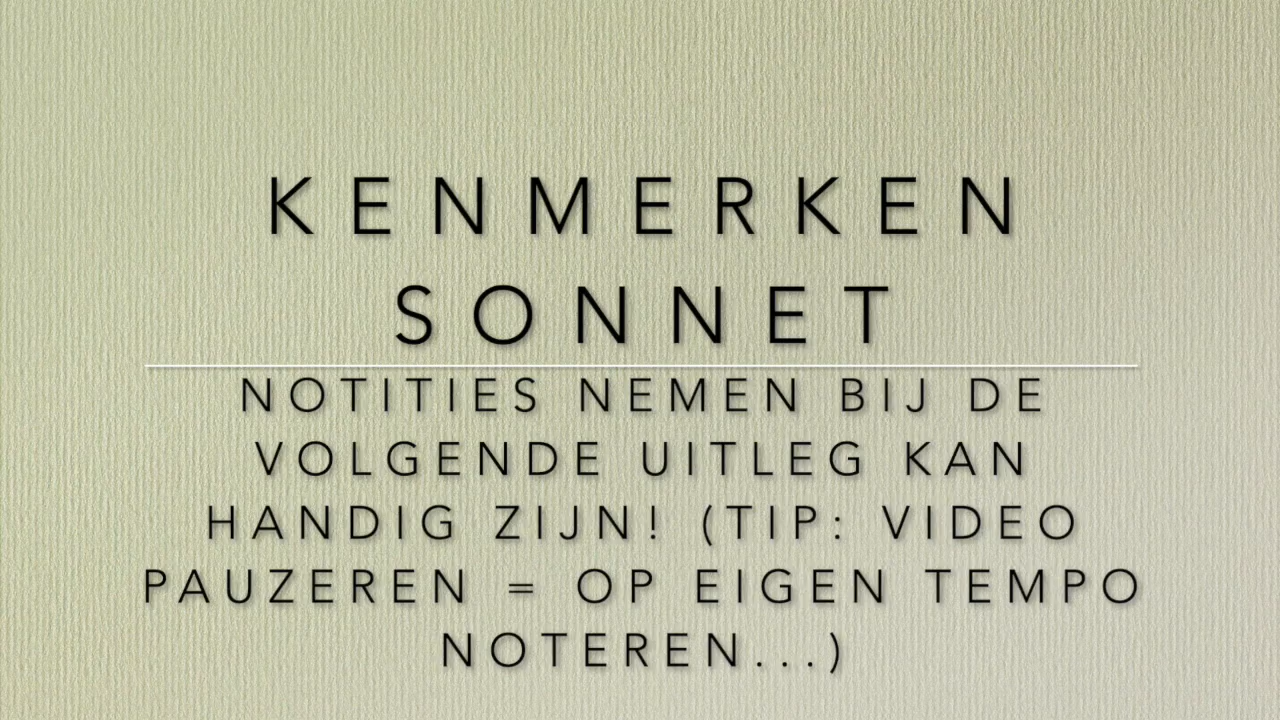 KENMERKEN
SONNET
NOTITIES NEMEN BIJ DE
VOLGENDE UITLEG KAN
HANDIG ZIJN! (TIP: VIDEO
PAUZEREN = OP EIGEN TEMPO
NOTEREN...)